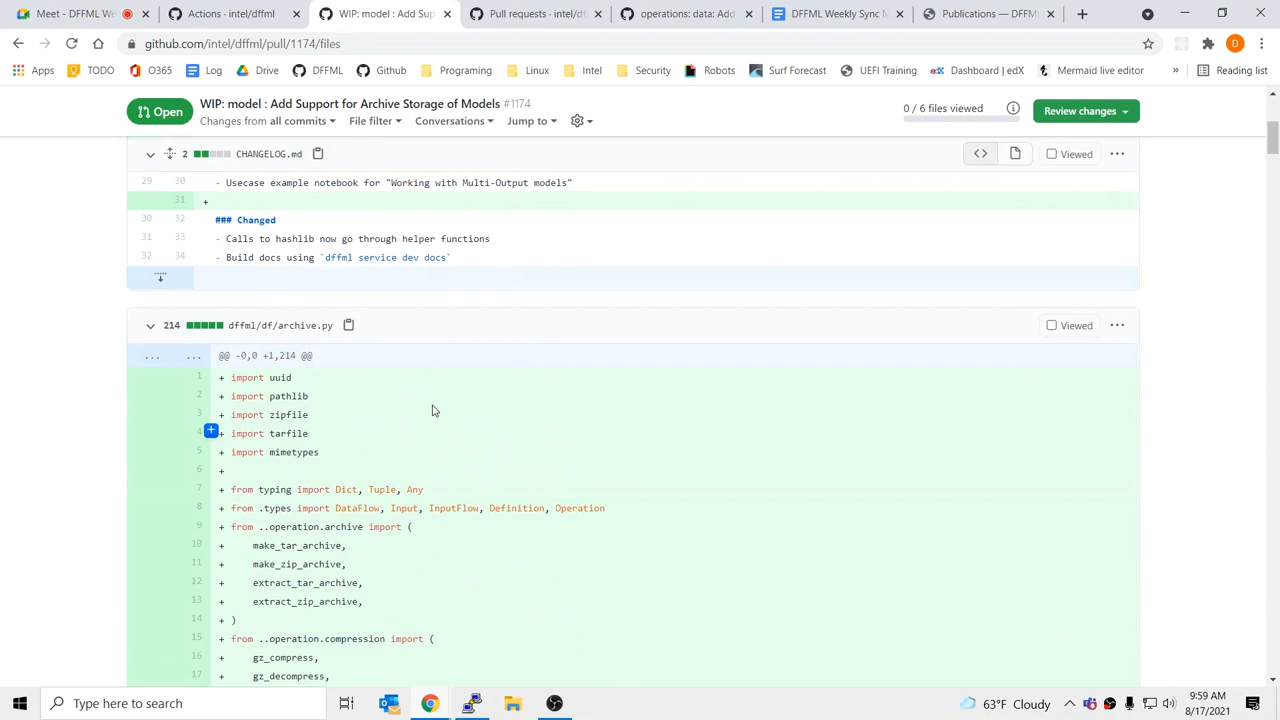 Meet - DFFML We
Actions · intel/dffml
WIP: model : Add Sup
Pull requests · intel/df
operations: data: Add
DFFML Weekly Sync M
Publications — DFFML
github.com/intel/dffml/pull/1174/files
D
Apps
TODO
O365
Log
Drive
DFFML
Github
Programing
Linux
Intel
Security
Robots
Surf Forecast
UEFI Training
edX
Dashboard | edX
Mermaid live editor
»
Reading list
Open
WIP: model : Add Support for Archive Storage of Models #1174
Changes from all commits
File filter
Conversations
Jump to
0 / 6 files viewed
Review changes
2
CHANGELOG.md
Viewed
29 30 - Usecase example notebook for "Working with Multi-Output models"
31 +
30 32 ### Changed
31 33 - Calls to hashlib now go through helper functions
32 34 - Build docs using `dffml service dev docs`
214
dffml/df/archive.py
Viewed
... ... @@ -0,0 +1,214 @@
1 + import uuid
2 + import pathlib
3 + import zipfile
4 + import tarfile
5 + import mimetypes
6 +
7 + from typing import Dict, Tuple, Any
8 + from .types import DataFlow, Input, InputFlow, Definition, Operation
9 + from ..operation.archive import (
10 make_tar_archive,
11 make_zip_archive,
12 extract_tar_archive,
13 extract_zip_archive,
14 + )
15 + from ..operation.compression import (
16 + gz_compress,
17 + gz_decompress,
Type here to search
63°F Cloudy
9:59 AM
8/17/2021